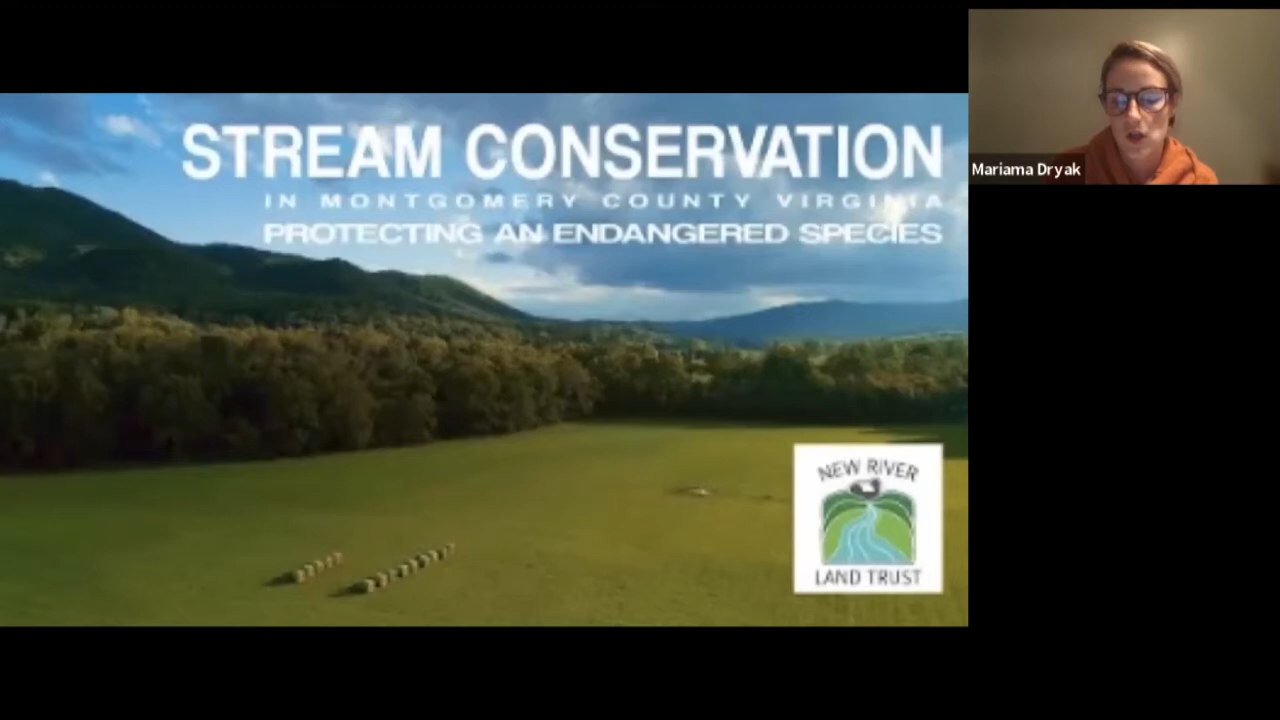 STREAM CONSERVATION
IN MONTGOMERY COUNTY VIRGINIA
PROTECTING AN ENDANGERED SPECIES
Mariama Dryak
NEW RIVER
LAND TRUST